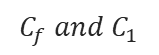 C_f and C_1